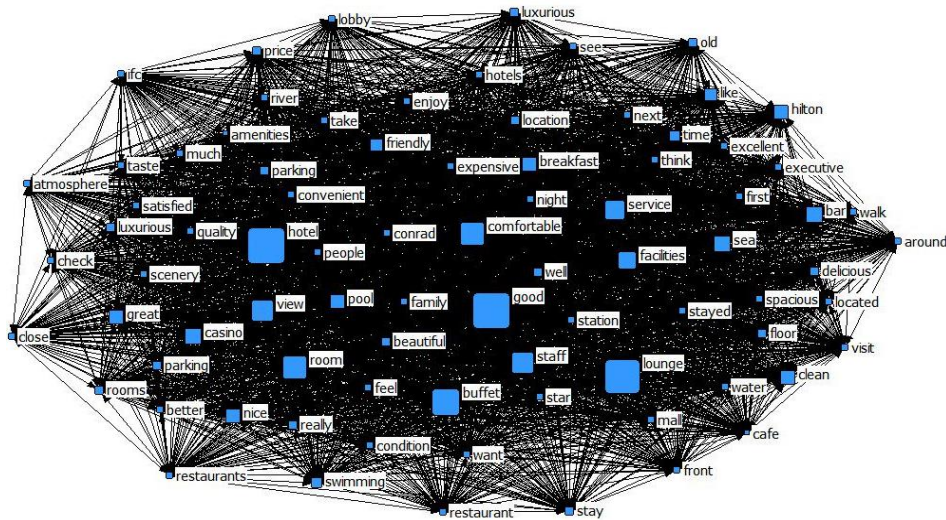 luxurious
lobby
old
see
price
ifc
hotels
like
river
enjoy
hilton
take
location
next
amenities
time
friendly
excellent
much
breakfast
think
taste
parking
expensive
executive
atmosphere
convenient
night
first
satisfied
service
bar
walk
luxurious
quality
hotel
conrad
comfortable
sea
around
people
facilities
check
scenery
well
delicious
view
pool
family
good
spacious
located
great
stayed
station
casino
floor
close
beautiful
visit
room
staff
parking
lounge
clean
feel
water
rooms
buffet
star
better
nice
really
mall
cafe
condition
want
restaurants
front
swimming
restaurant
stay